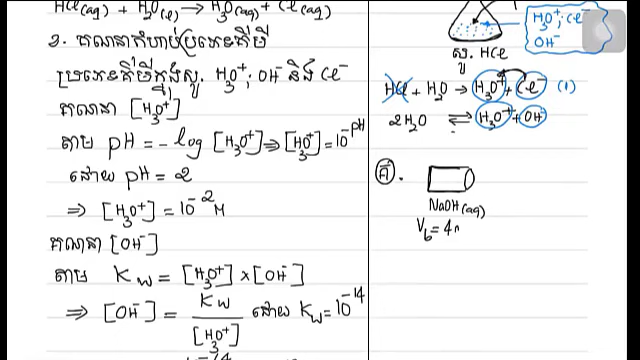 HCl(aq) + H₂O(l) → H₃O⁺(aq) + Cl⁻(aq)
១. គណនាកំហាប់ប្រភេទគីមី
ប្រភេទគីមីក្នុងសូ. H₃O⁺; OH⁻ និង Cl⁻
គណនា [H₃O⁺]
តាម pH = -log [H₃O⁺] ⇒ [H₃O⁺] = 10^-pH
ដោយ pH = 2
⇒ [H₃O⁺] = 10⁻² M
គណនា [OH⁻]
តាម Kw = [H₃O⁺] × [OH⁻]
⇒ [OH⁻] = Kw / [H₃O⁺] ដោយ Kw = 10⁻¹⁴
H₃O⁺; Cl⁻
OH⁻
សូ. HCl
HCl + H₂O → H₃O⁺ + Cl⁻ (1)
2H₂O ⇌ H₃O⁺ + OH⁻
គ.
NaOH(aq)
V_b = 4